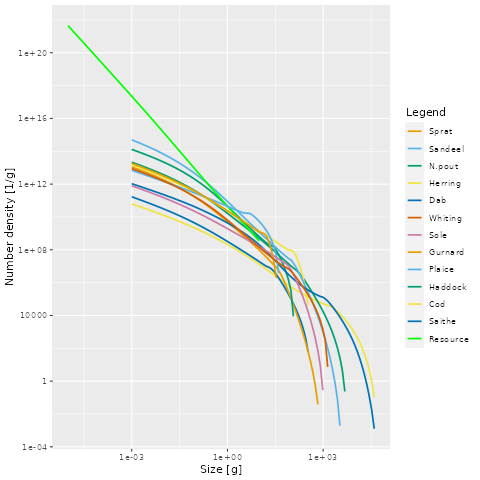 1e+20
1e+16
1e+12
1e+08
10000
1
1e-04
1e-03
1e+00
1e+03
Size [g]
Number density [1/g]
Legend
Sprat
Sandeel
N.pout
Herring
Dab
Whiting
Sole
Gurnard
Plaice
Haddock
Cod
Saithe
Resource